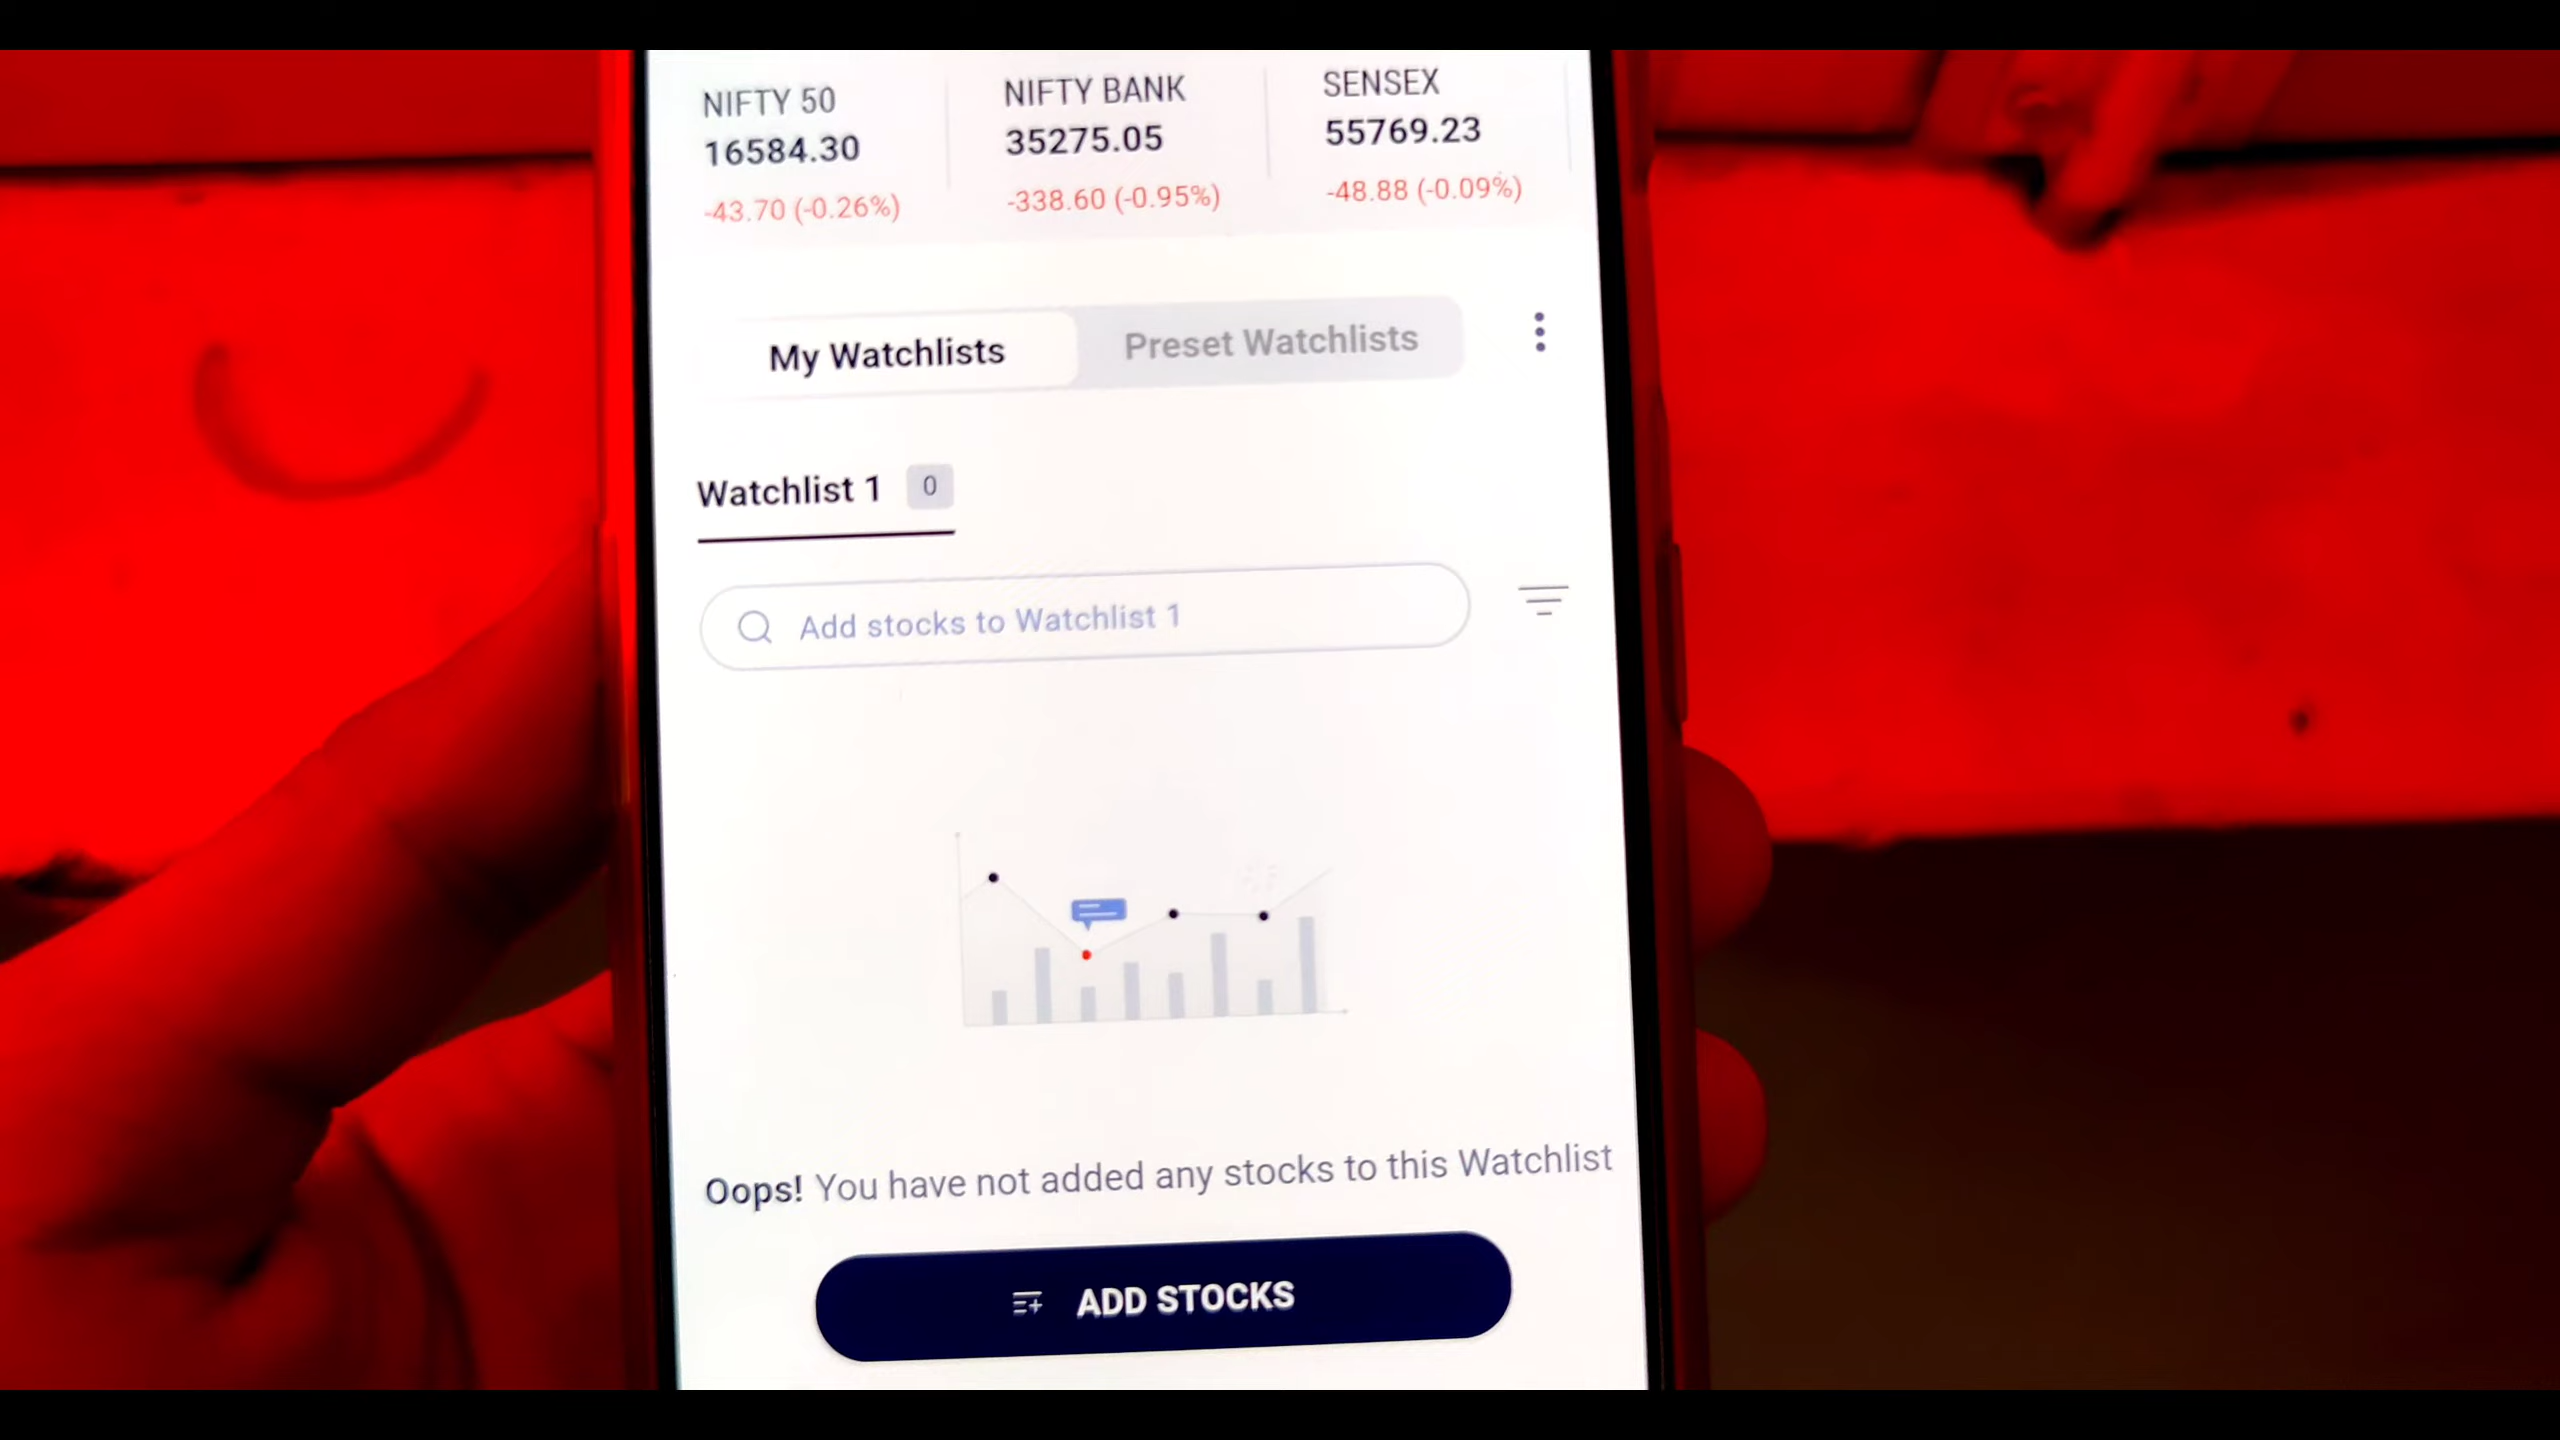 NIFTY 50
16584.30
-43.70 (-0.26%)
NIFTY BANK
35275.05
-338.60 (-0.95%)
SENSEX
55769.23
-48.88 (-0.09%)
My Watchlists
Preset Watchlists
Watchlist 1 0
Add stocks to Watchlist 1
Oops! You have not added any stocks to this Watchlist
ADD STOCKS